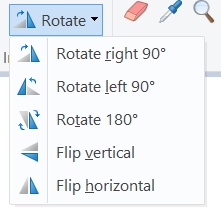 Rotate
Rotate right 90°
Rotate left 90°
Rotate 180°
Flip vertical
Flip horizontal